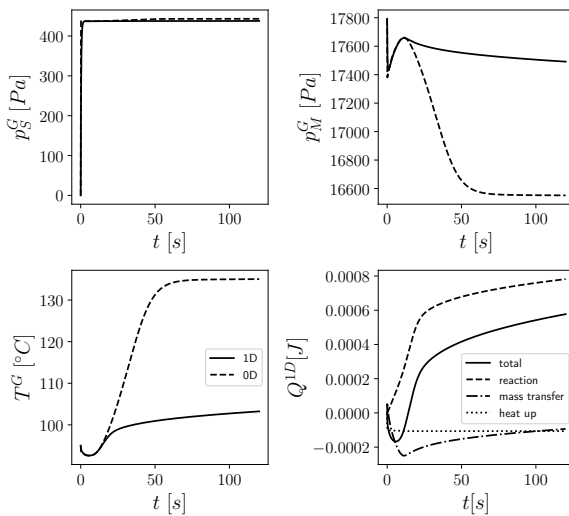 400
300
200
100
0
p_S^G [Pa]
0 50 100
t [s]
17800
17600
17400
17200
17000
16800
16600
p_M^G [Pa]
0 50 100
t [s]
130
120
110
100
T^G [°C]
1D
0D
0 50 100
t [s]
0.0008
0.0006
0.0004
0.0002
0.0000
−0.0002
Q^{1D}[J]
total
reaction
mass transfer
heat up
0 50 100
t [s]